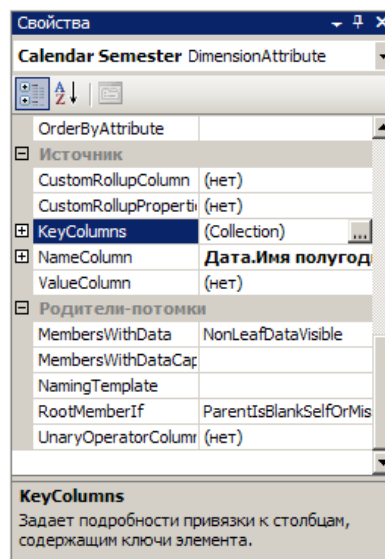 Свойства
Calendar Semester DimensionAttribute
OrderByAttribute
Источник
CustomRollupColumn (нет)
CustomRollupProperti (нет)
KeyColumns (Collection) ...
NameColumn Дата.Имя полугод
ValueColumn (нет)
Родители-потомки
MembersWithData NonLeafDataVisible
MembersWithDataCap
NamingTemplate
RootMemberIf ParentIsBlankSelfOrMis
UnaryOperatorColumn (нет)
KeyColumns
Задает подробности привязки к столбцам,
содержащим ключи элемента.